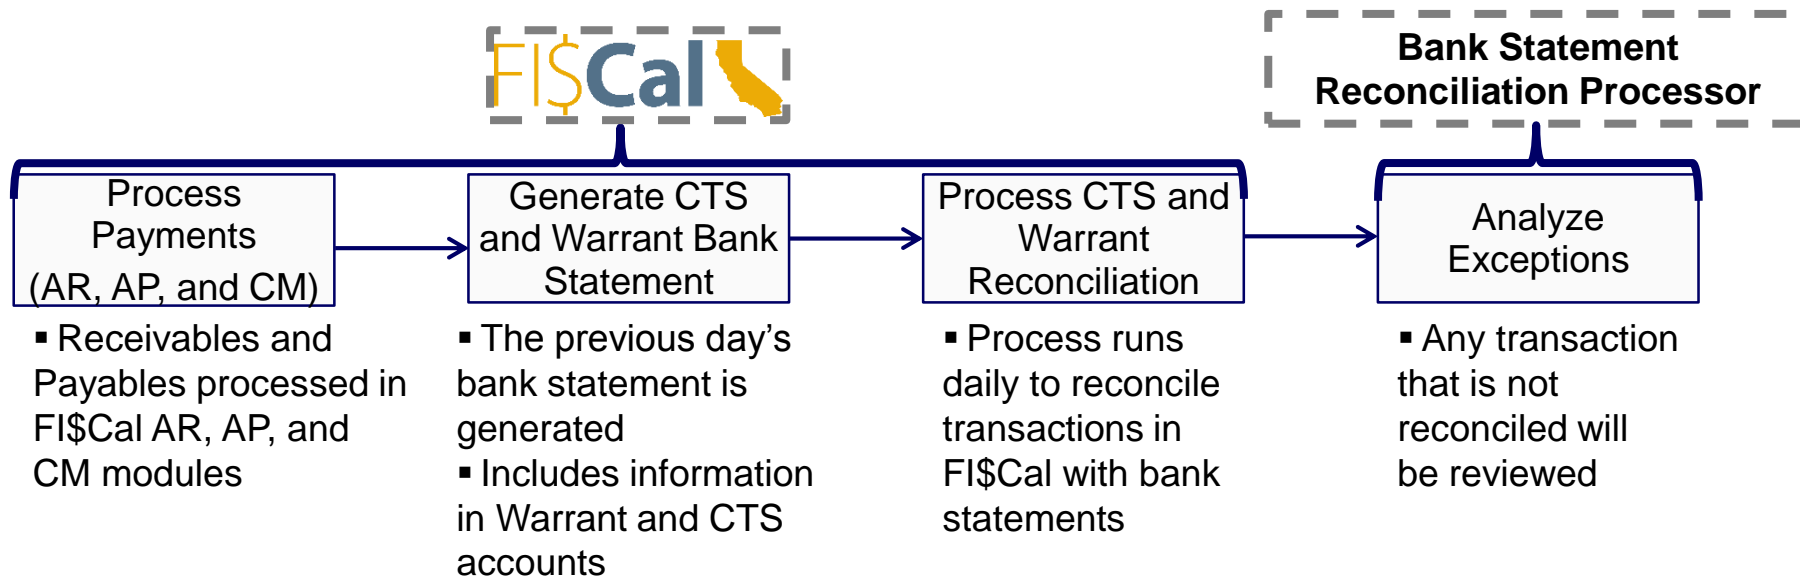 FI$Cal
Bank Statement
Reconciliation Processor
Process
Payments
(AR, AP, and CM)
Generate CTS
and Warrant Bank
Statement
Process CTS and
Warrant
Reconciliation
Analyze
Exceptions
▪ Receivables and
Payables processed in
FI$Cal AR, AP, and
CM modules
▪ The previous day’s
bank statement is
generated
▪ Includes information
in Warrant and CTS
accounts
▪ Process runs
daily to reconcile
transactions in
FI$Cal with bank
statements
▪ Any transaction
that is not
reconciled will
be reviewed